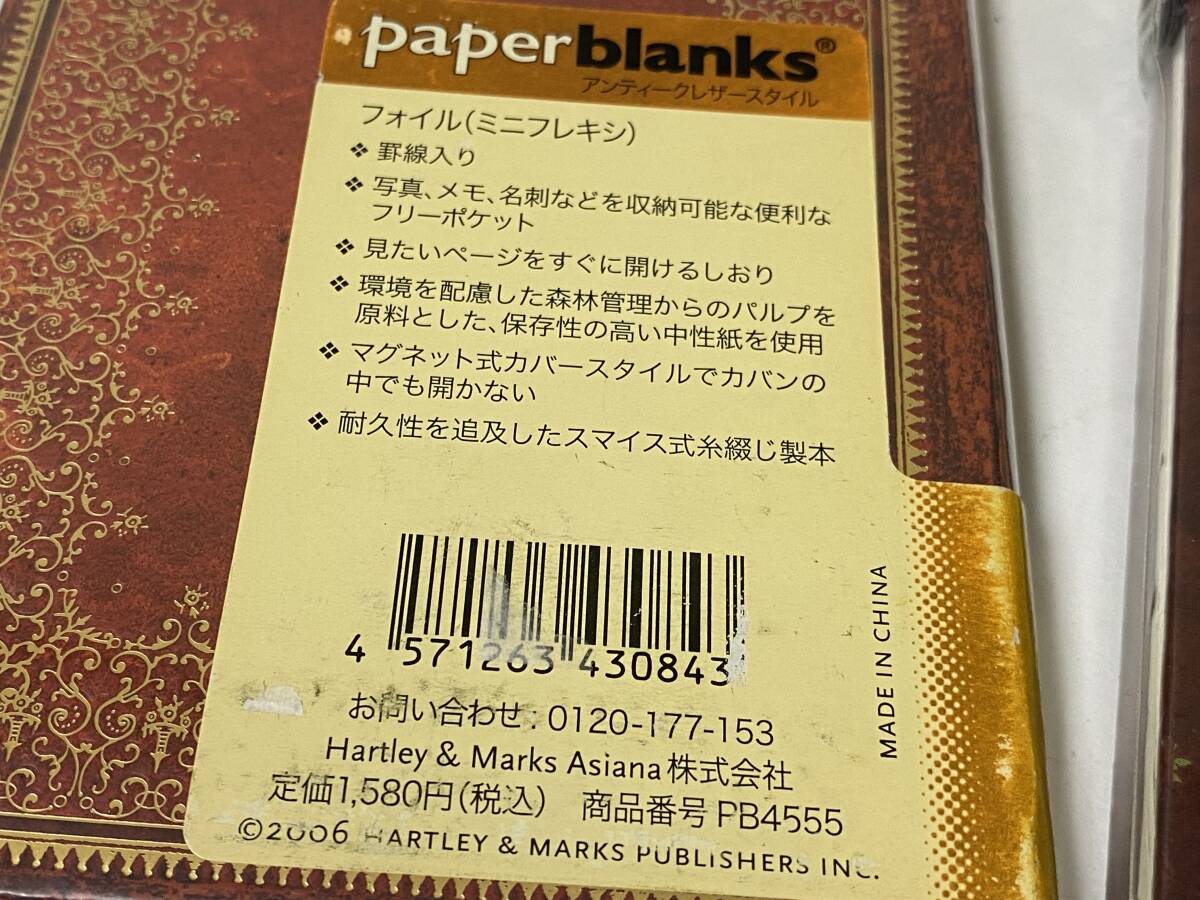 paperblanks®
アンティークレザースタイル
フォイル(ミニフレキシ)
❖ 罫線入り
❖ 写真、メモ、名刺などを収納可能な便利な
フリーポケット
❖ 見たいページをすぐに開けるしおり
❖ 環境を配慮した森林管理からのパルプを
原料とした、保存性の高い中性紙を使用
❖ マグネット式カバースタイルでカバンの
中でも開かない
❖ 耐久性を追及したスマイス式糸綴じ製本
4 571263 430843
MADE IN CHINA
お問い合わせ : 0120-177-153
Hartley & Marks Asiana株式会社
定価1,580円(税込) 商品番号 PB4555
©2006 HARTLEY & MARKS PUBLISHERS INC.